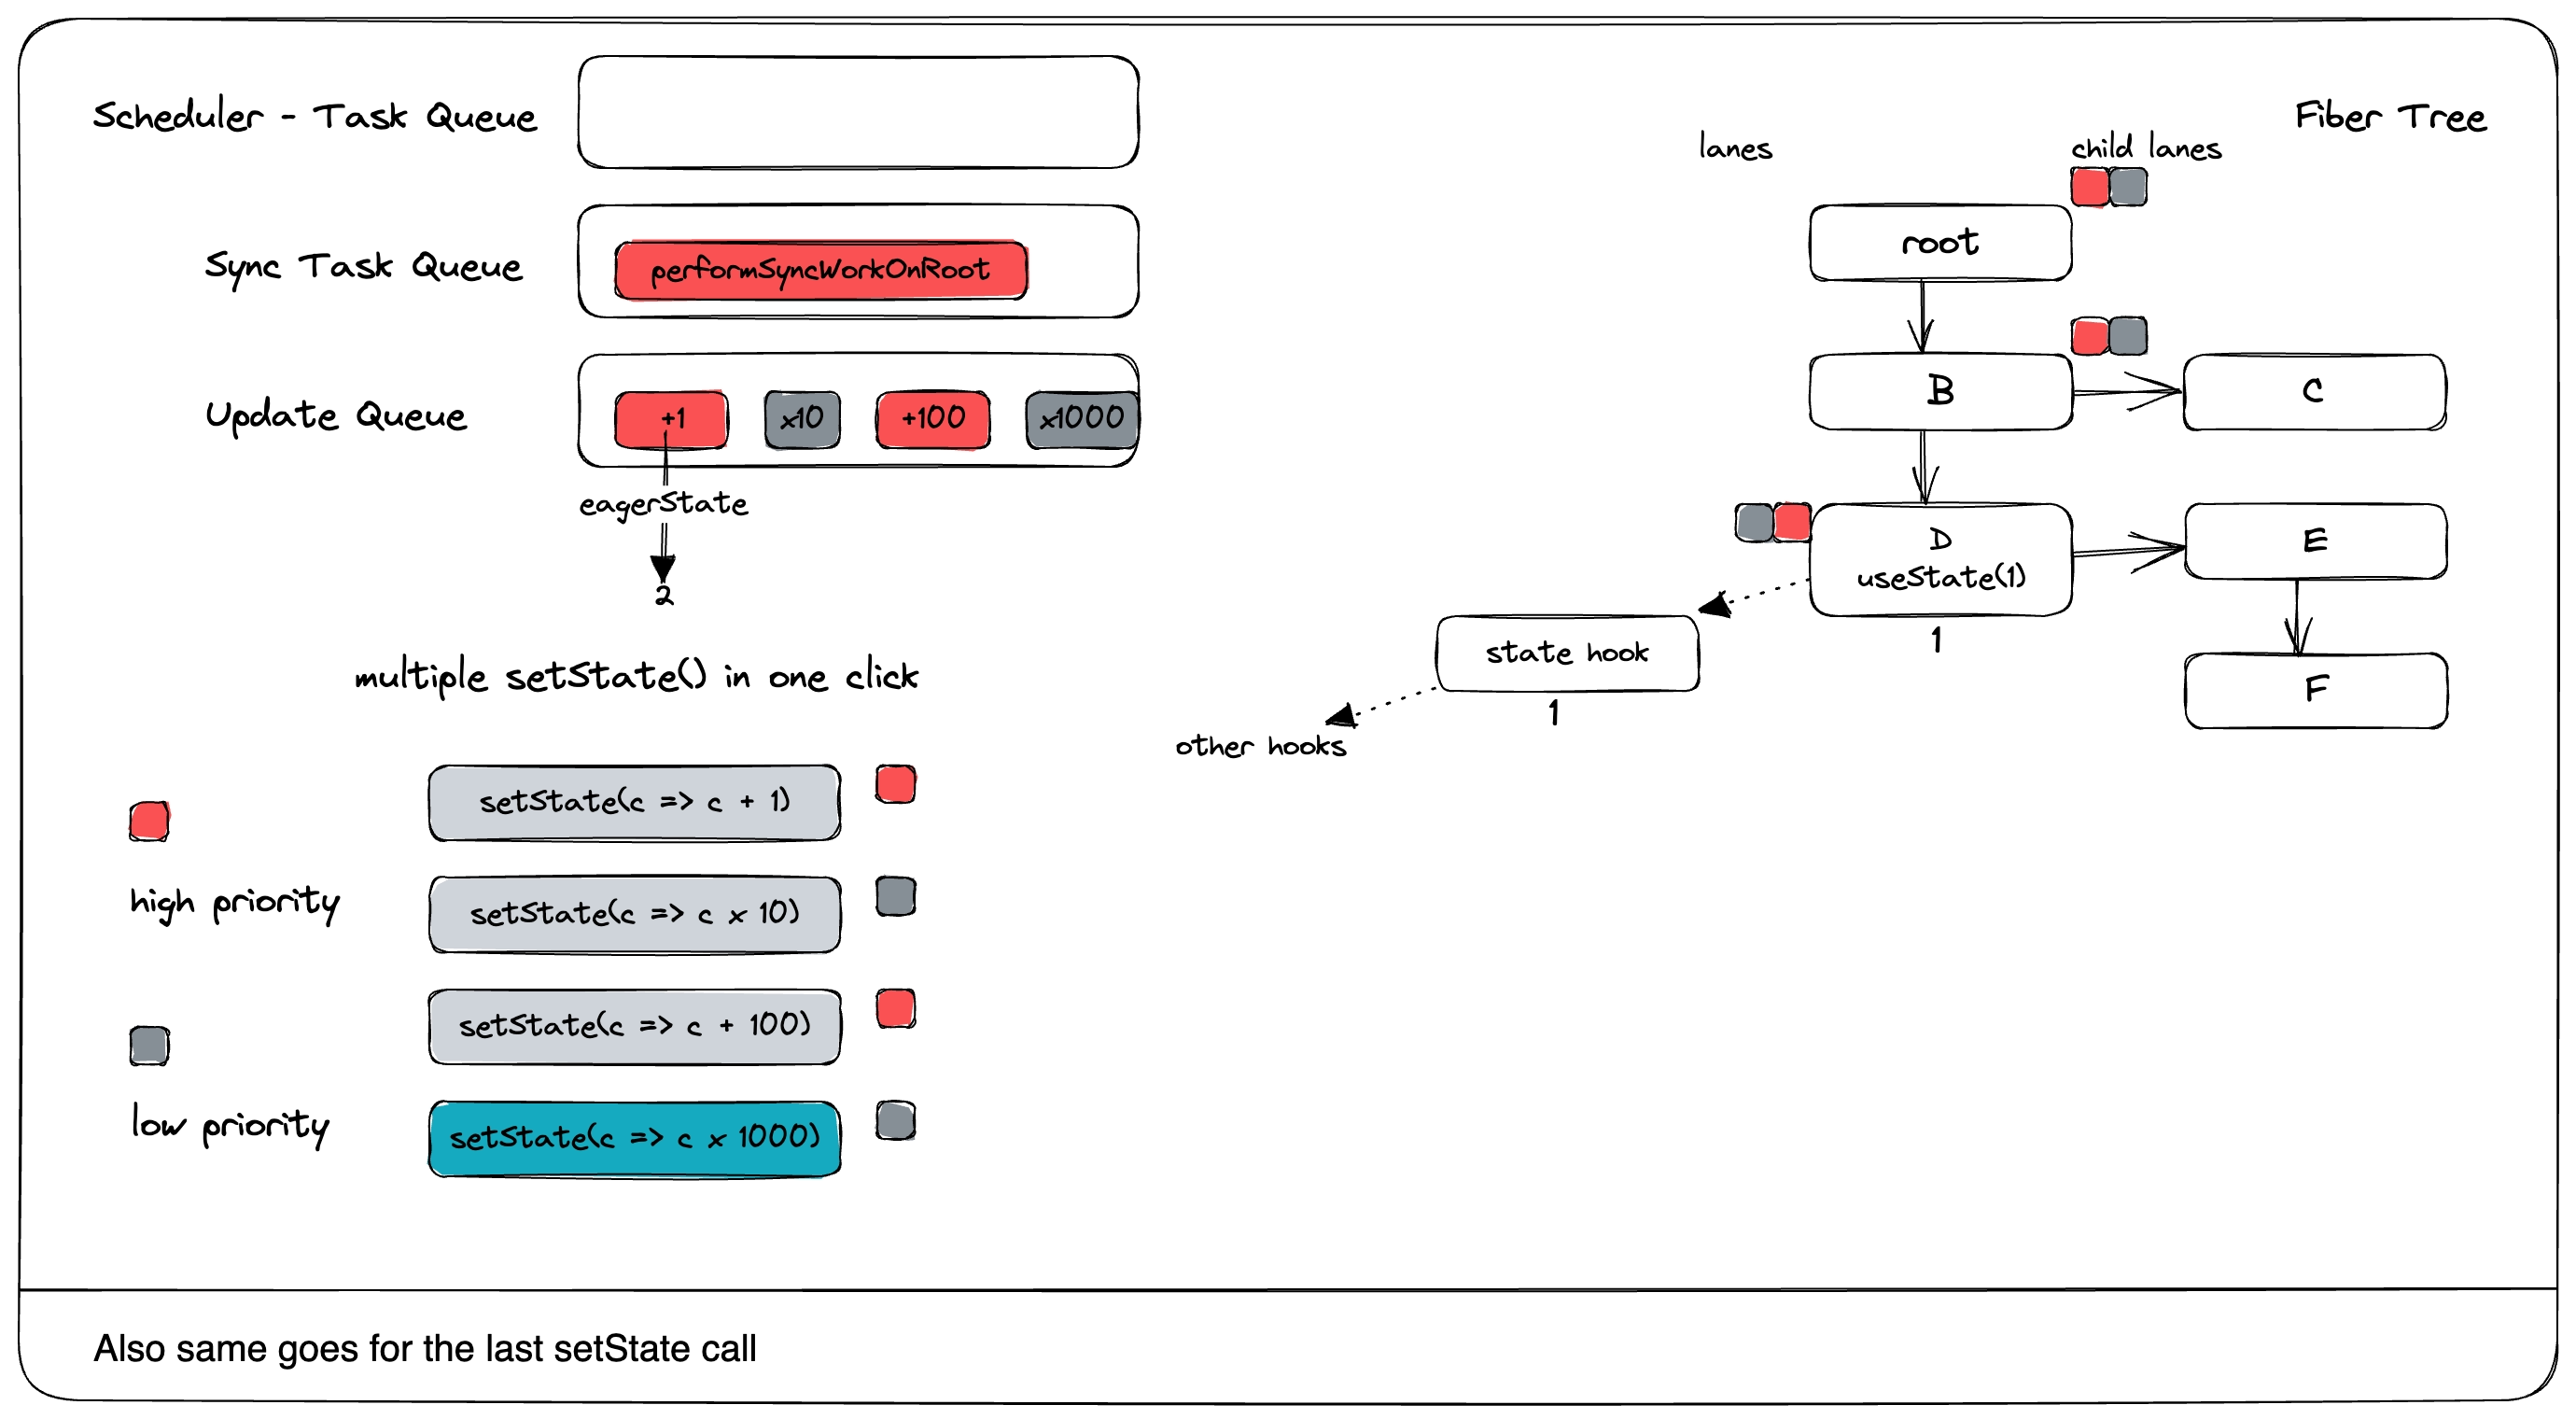 Scheduler - Task Queue
Sync Task Queue
performSyncWorkOnRoot
Update Queue
+1
x10
+100
x1000
eagerState
2
multiple setState() in one click
high priority
low priority
setState(c => c + 1)
setState(c => c x 10)
setState(c => c + 100)
setState(c => c x 1000)
Fiber Tree
lanes
child lanes
root
B
C
D
useState(1)
1
E
F
state hook
1
other hooks
Also same goes for the last setState call